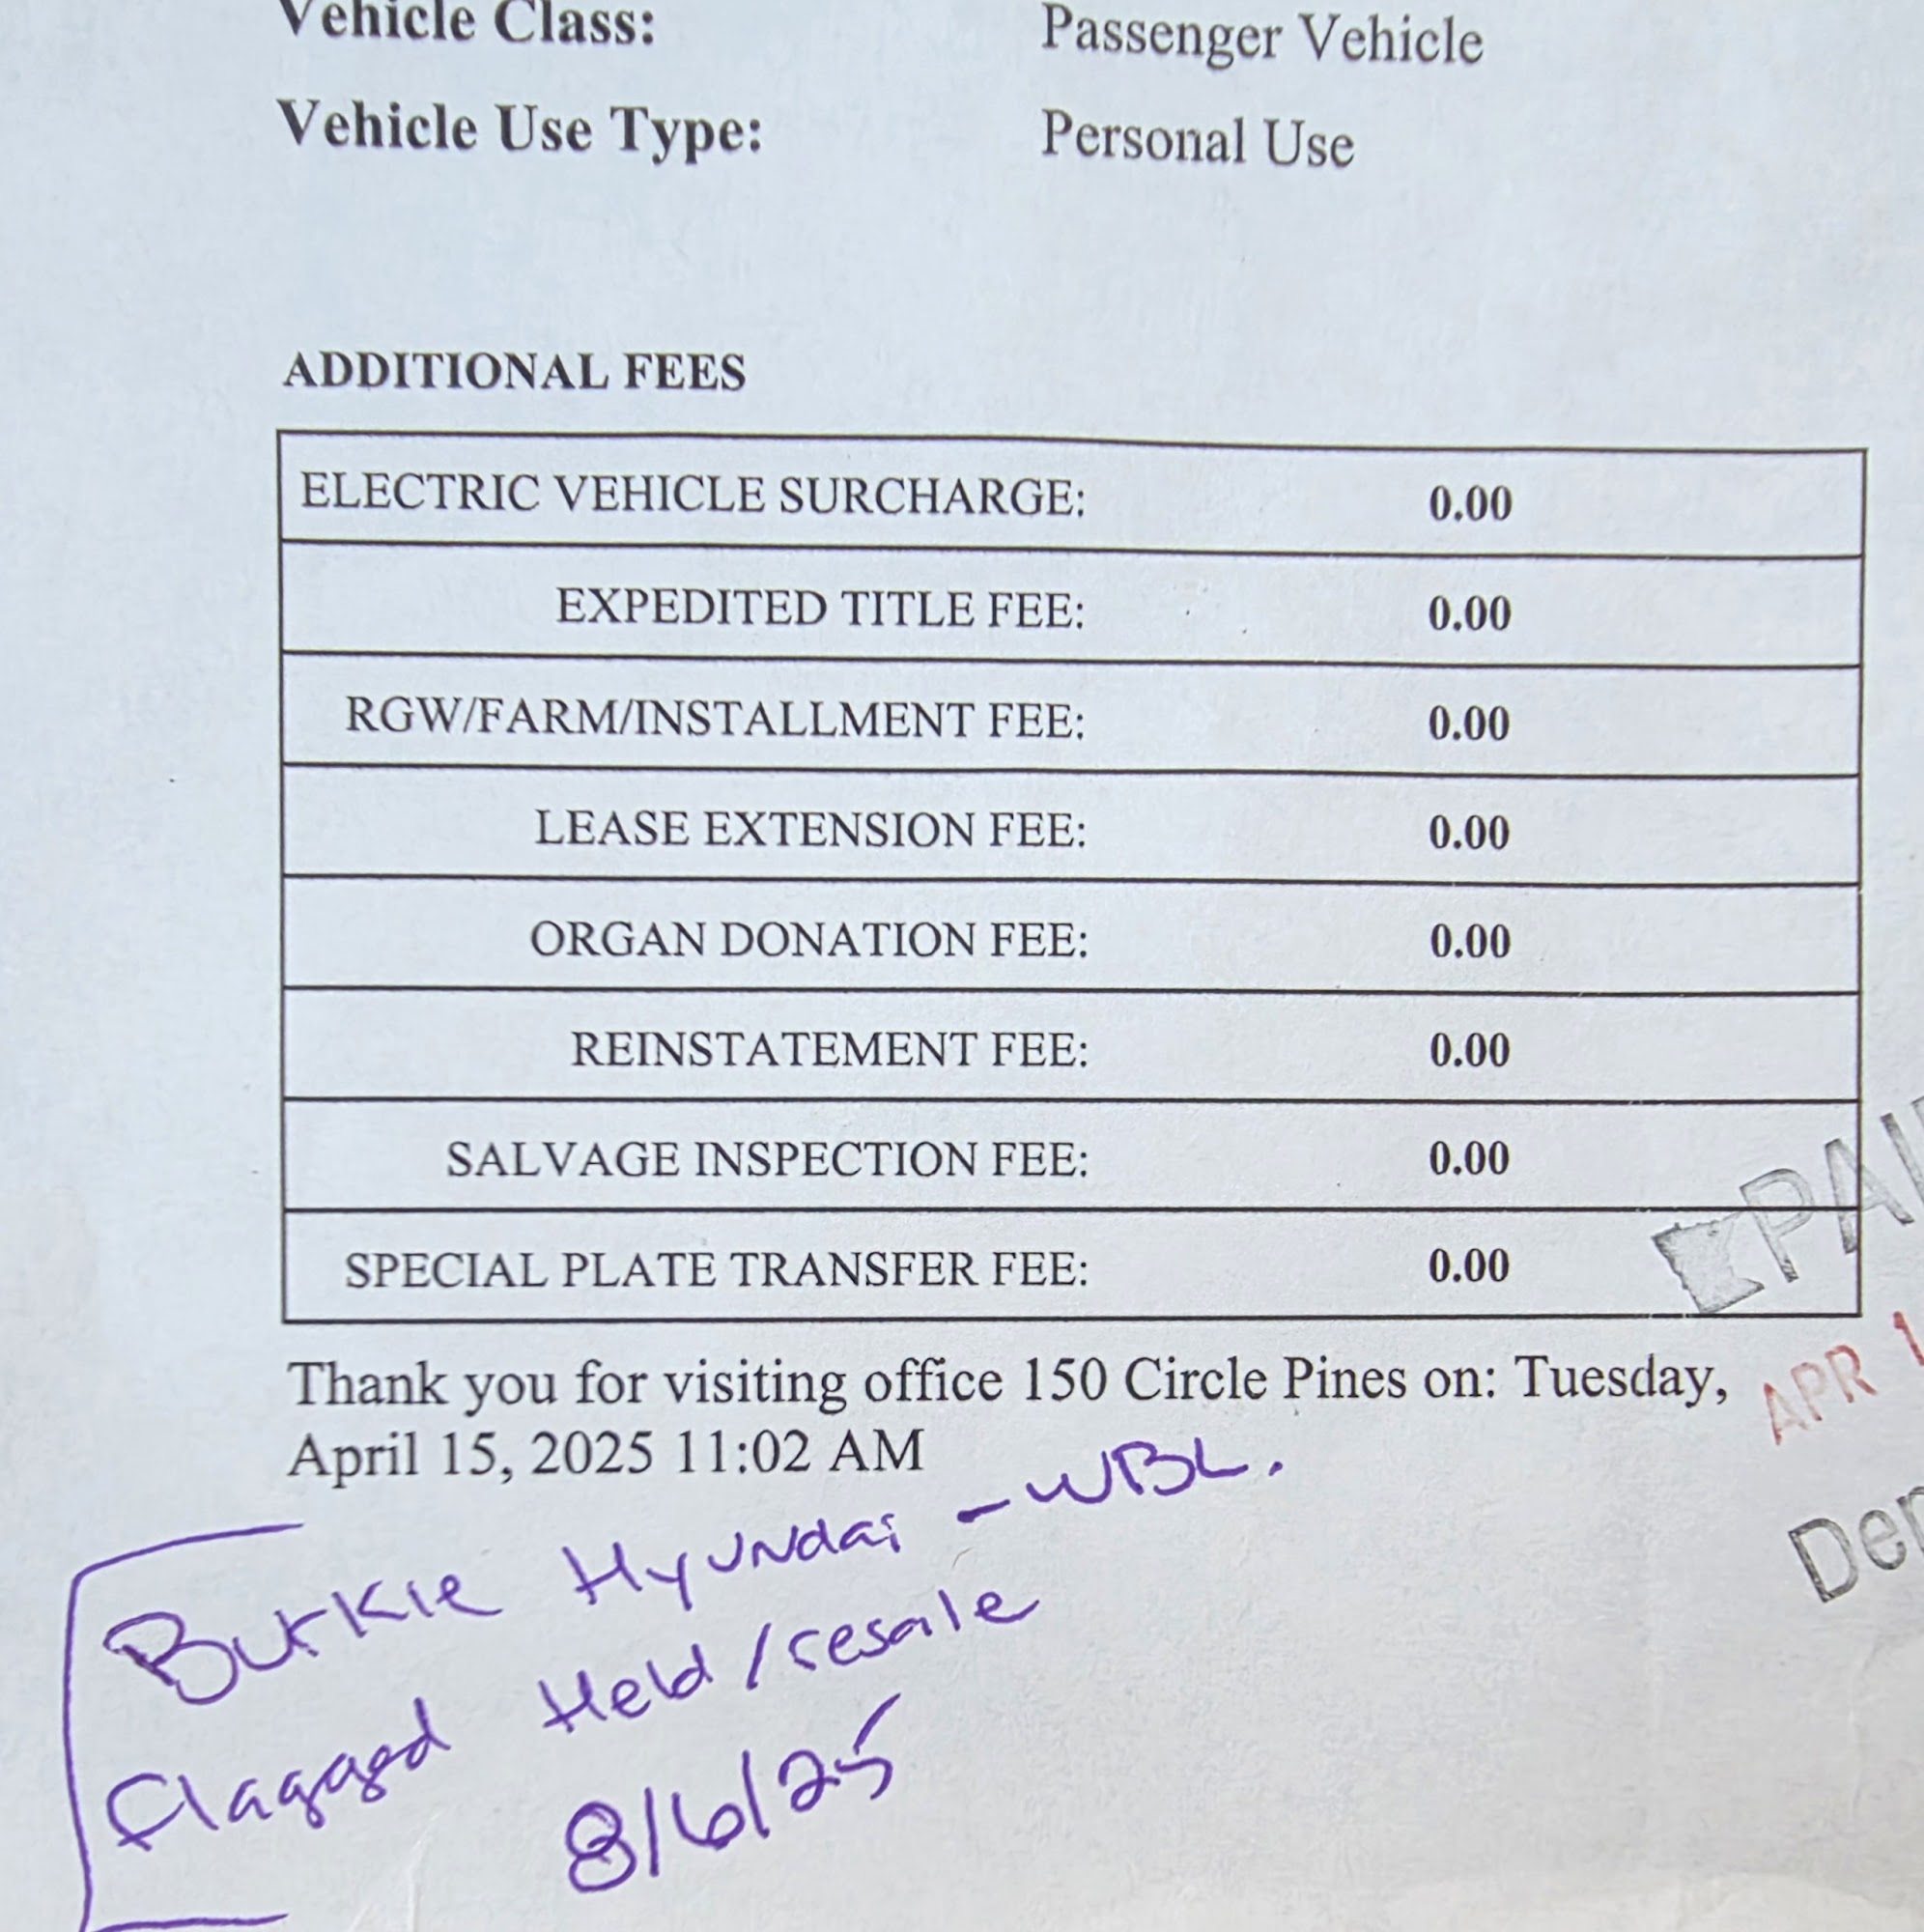 Vehicle Class: Passenger Vehicle
Vehicle Use Type: Personal Use
ADDITIONAL FEES
ELECTRIC VEHICLE SURCHARGE: 0.00
EXPEDITED TITLE FEE: 0.00
RGW/FARM/INSTALLMENT FEE: 0.00
LEASE EXTENSION FEE: 0.00
ORGAN DONATION FEE: 0.00
REINSTATEMENT FEE: 0.00
SALVAGE INSPECTION FEE: 0.00
SPECIAL PLATE TRANSFER FEE: 0.00
PAI
Thank you for visiting office 150 Circle Pines on: Tuesday,
APR 1
April 15, 2025 11:02 AM
Dep
Burkie Hyundai - WBL.
flagged Held/resale
8/6/25